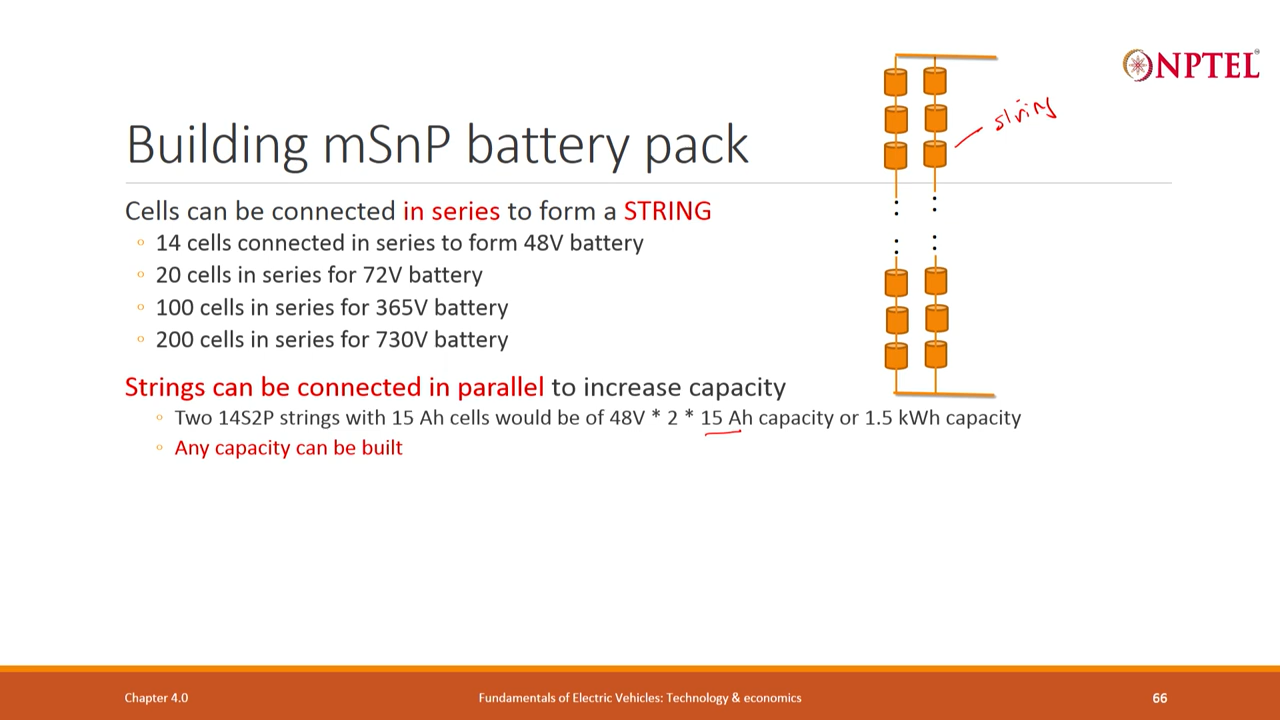 NPTEL
string
Building mSnP battery pack
Cells can be connected in series to form a STRING
14 cells connected in series to form 48V battery
20 cells in series for 72V battery
100 cells in series for 365V battery
200 cells in series for 730V battery
Strings can be connected in parallel to increase capacity
Two 14S2P strings with 15 Ah cells would be of 48V * 2 * 15 Ah capacity or 1.5 kWh capacity
Any capacity can be built
Chapter 4.0
Fundamentals of Electric Vehicles: Technology & economics
66